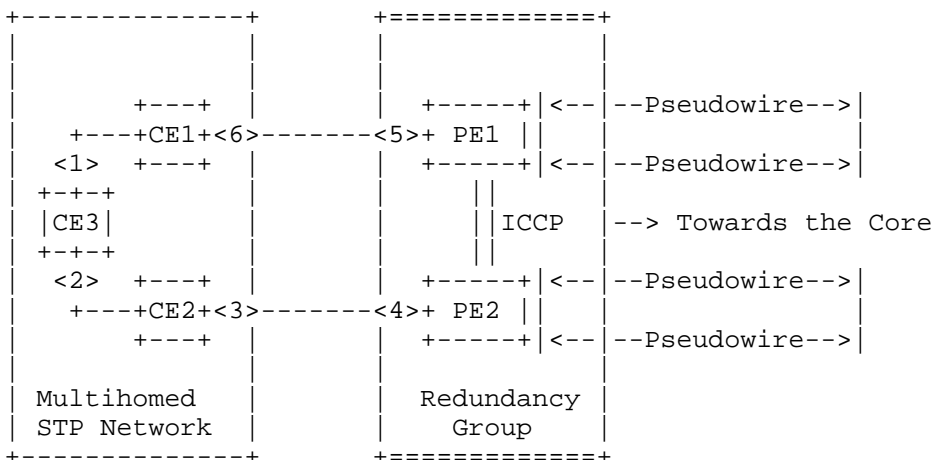 +--------------+       +=============+
|              |       |             |
|              |       |             |
|       +---+  |       |  +-----+|<--|--Pseudowire-->|
|   +---+CE1+<6>-------<5>+ PE1 ||   |               |
|  <1>  +---+  |       |  +-----+|<--|--Pseudowire-->|
| +-+-+        |       |     ||      |
| |CE3|        |       |     ||ICCP  |--> Towards the Core
| +-+-+        |       |     ||      |
|  <2>  +---+  |       |  +-----+|<--|--Pseudowire-->|
|   +---+CE2+<3>-------<4>+ PE2 ||   |               |
|       +---+  |       |  +-----+|<--|--Pseudowire-->|
|              |       |             |
| Multihomed   |       |  Redundancy |
| STP Network  |       |    Group    |
+--------------+       +=============+